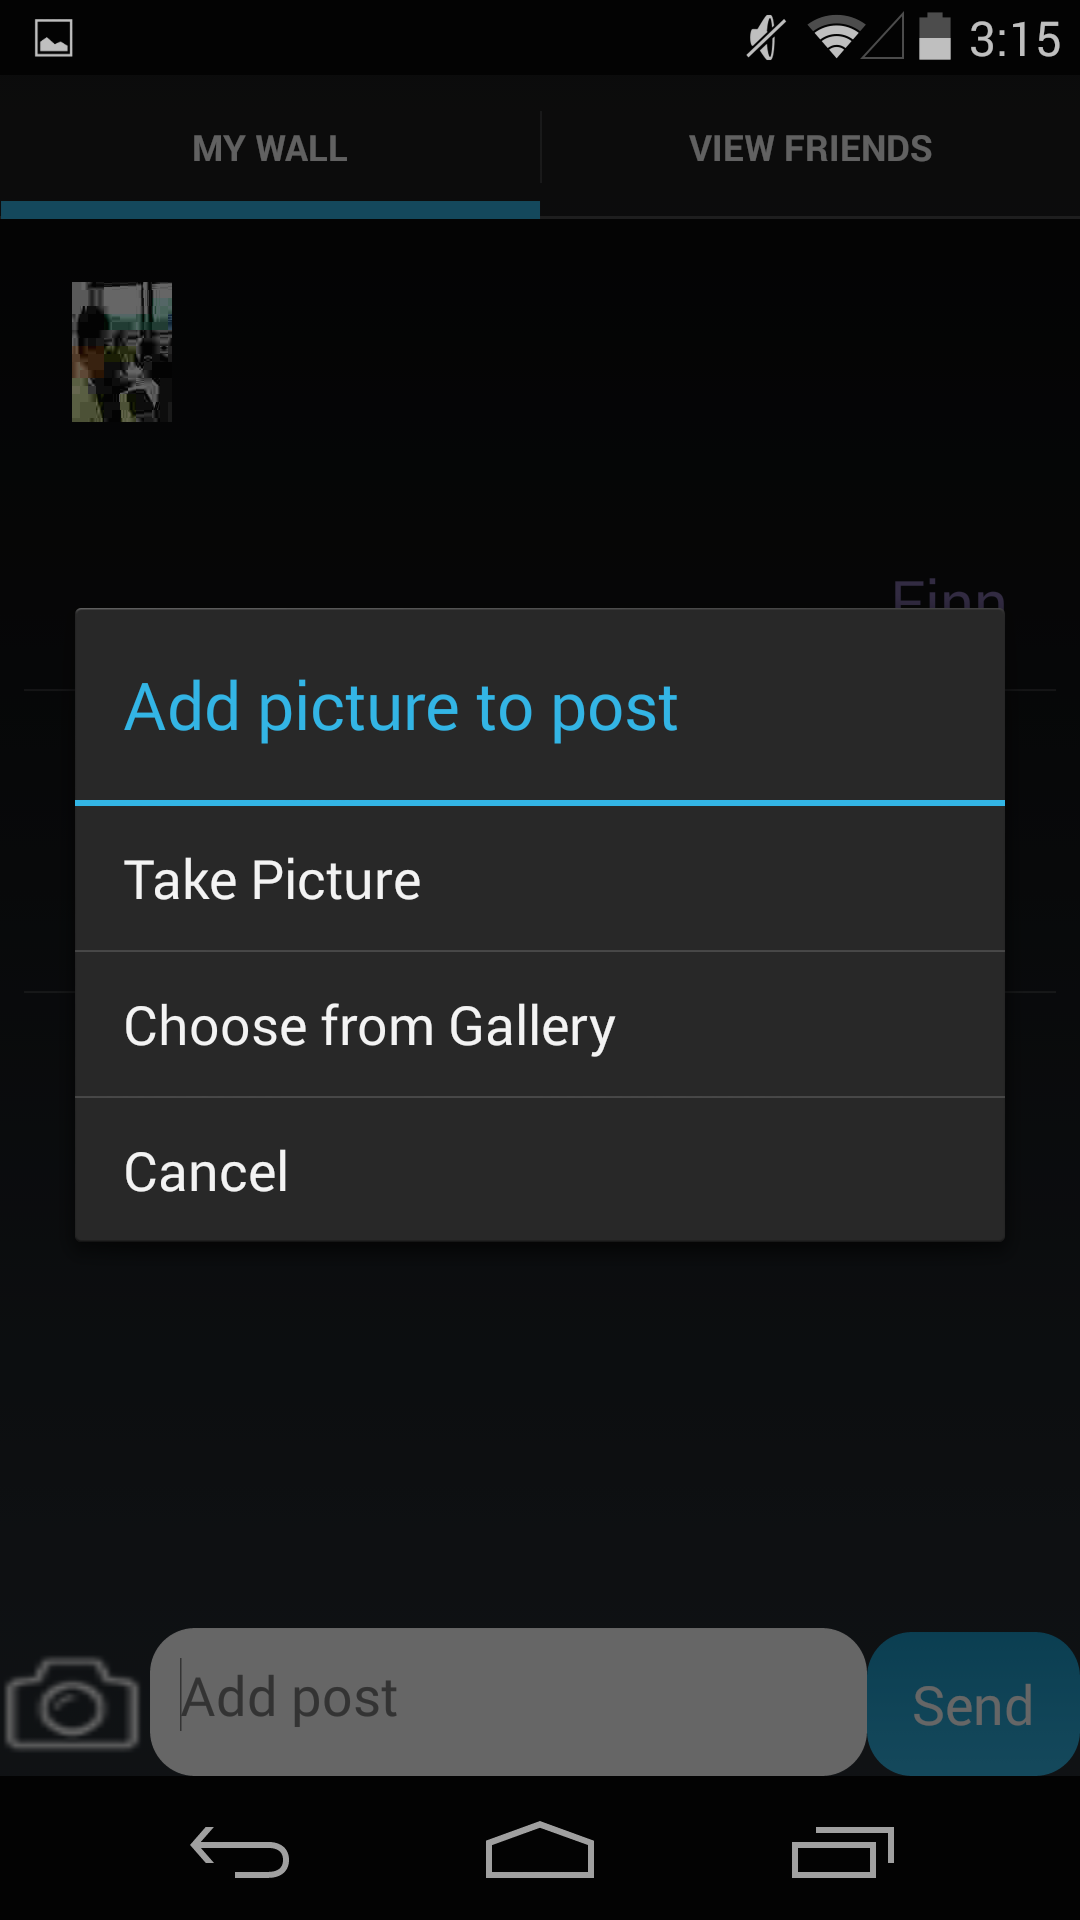 3:15
MY WALL
VIEW FRIENDS
Finn
Add picture to post
Take Picture
Choose from Gallery
Cancel
Add post
Send